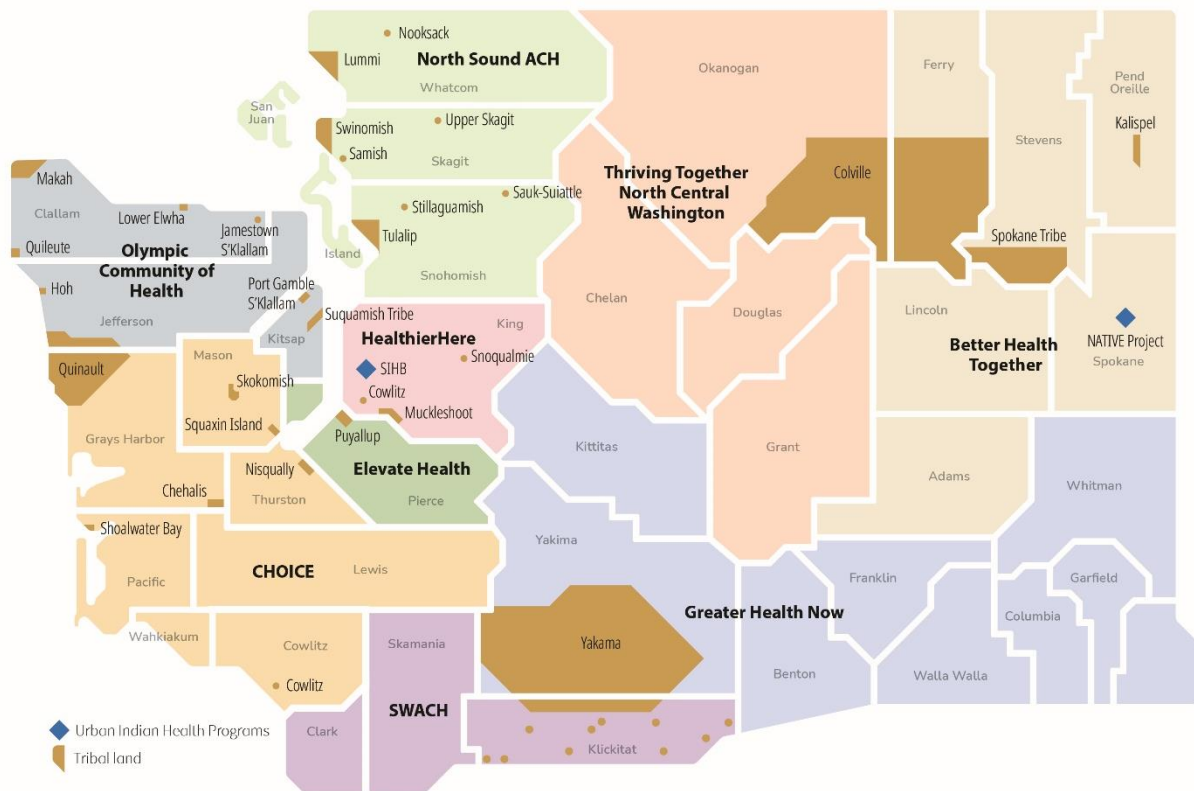 Nooksack
Lummi
North Sound ACH
Whatcom
San
Juan
Swinomish
Upper Skagit
Samish
Skagit
Sauk-Suiattle
Stillaguamish
Tulalip
Island
Snohomish
Okanogan
Ferry
Pend
Oreille
Stevens
Kalispel
Thriving Together
North Central
Washington
Colville
Spokane Tribe
Makah
Clallam
Lower Elwha
Jamestown
S'Klallam
Quileute
Olympic
Community of
Health
Hoh
Port Gamble
S'Klallam
Jefferson
Suquamish Tribe
Kitsap
HealthierHere
King
Snoqualmie
SIHB
Cowlitz
Muckleshoot
Chelan
Douglas
Lincoln
Better Health
Together
NATIVE Project
Spokane
Mason
Quinault
Skokomish
Squaxin Island
Puyallup
Grays Harbor
Elevate Health
Nisqually
Pierce
Chehalis
Thurston
Kittitas
Grant
Adams
Whitman
Shoalwater Bay
Pacific
CHOICE
Lewis
Yakima
Franklin
Garfield
Columbia
Greater Health Now
Wahkiakum
Cowlitz
Cowlitz
Skamania
Yakama
Benton
Walla Walla
SWACH
Clark
Klickitat
Urban Indian Health Programs
Tribal land